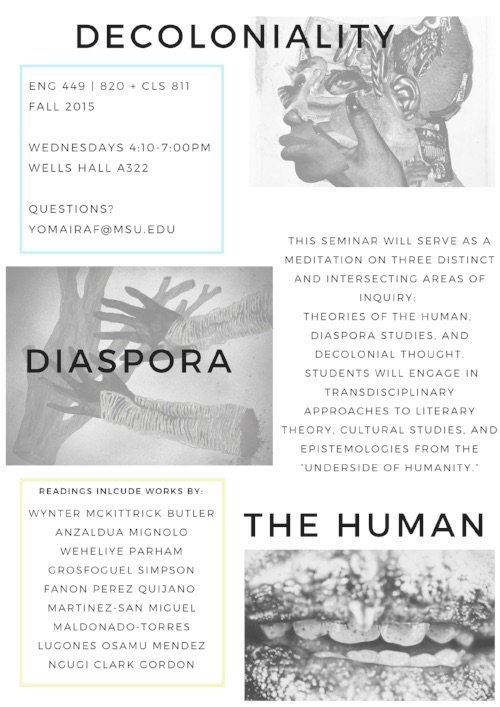 DECOLONIALITY
ENG 449 | 820 + CLS 811
FALL 2015
WEDNESDAYS 4:10-7:00PM
WELLS HALL A322
QUESTIONS?
YOMAIRAF@MSU.EDU
THIS SEMINAR WILL SERVE AS A
MEDITATION ON THREE DISTINCT
AND INTERSECTING AREAS OF
INQUIRY:
THEORIES OF THE HUMAN,
DIASPORA STUDIES, AND
DECOLONIAL THOUGHT.
STUDENTS WILL ENGAGE IN
TRANSDISCIPLINARY
APPROACHES TO LITERARY
THEORY, CULTURAL STUDIES, AND
EPISTEMOLOGIES FROM THE
"UNDERSIDE OF HUMANITY."
DIASPORA
READINGS INLCUDE WORKS BY:
WYNTER MCKITTRICK BUTLER
ANZALDUA MIGNOLO
WEHELIYE PARHAM
GROSFOGUEL SIMPSON
FANON PEREZ QUIJANO
MARTINEZ-SAN MIGUEL
MALDONADO-TORRES
LUGONES OSAMU MENDEZ
NGUGI CLARK GORDON
THE HUMAN